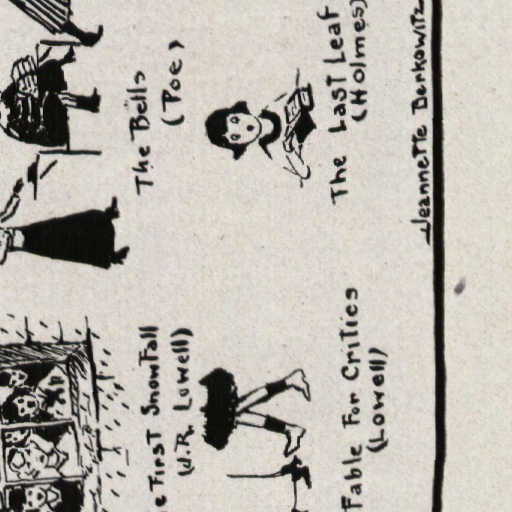 The Bells
(Poe)
The Last Leaf
(Holmes)
Jeannette Berkowitz
e First Snowfall
(J.R. Lowell)
Fable For Critics
(Lowell)